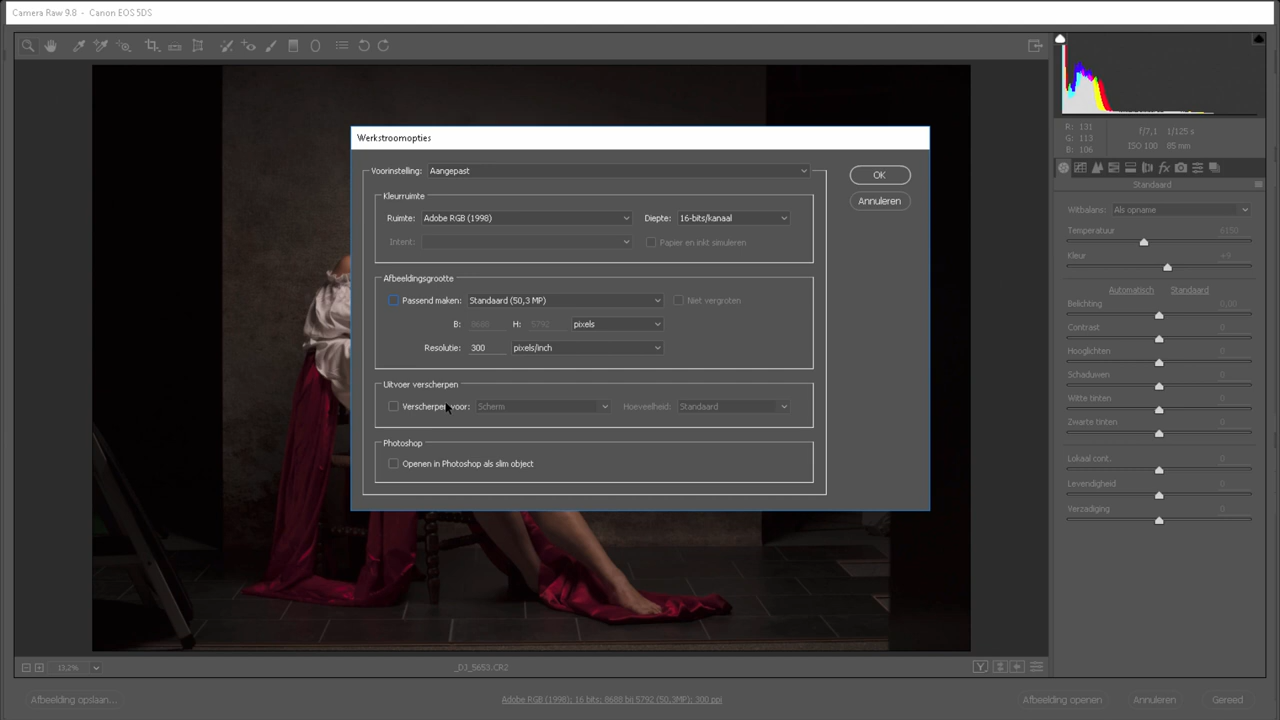 Camera Raw 9.8 - Canon EOS 5DS
R: 131
G: 113
B: 106
f/7,1 1/125 s
ISO 100 85 mm
Standaard
Witbalans: Als opname
Temperatuur 6150
Kleur +9
Automatisch Standaard
Belichting 0,00
Contrast 0
Hooglichten 0
Schaduwen 0
Witte tinten 0
Zwarte tinten 0
Lokaal cont. 0
Levendigheid 0
Verzadiging 0
Werkstroomopties
Voorinstelling: Aangepast
OK
Annuleren
Kleurruimte
Ruimte: Adobe RGB (1998) Diepte: 16-bits/kanaal
Intent: Papier en inkt simuleren
Afbeeldingsgrootte
Passend maken: Standaard (50,3 MP) Niet vergroten
B: 8688 H: 5792 pixels
Resolutie: 300 pixels/inch
Uitvoer verscherpen
Verscherpen voor: Scherm Hoeveelheid: Standaard
Photoshop
Openen in Photoshop als slim object
13,2% _DJ_5653.CR2 Y
Afbeelding opslaan... Adobe RGB (1998); 16 bits; 8688 bij 5792 (50,3MP); 300 ppi Afbeelding openen Annuleren Gereed